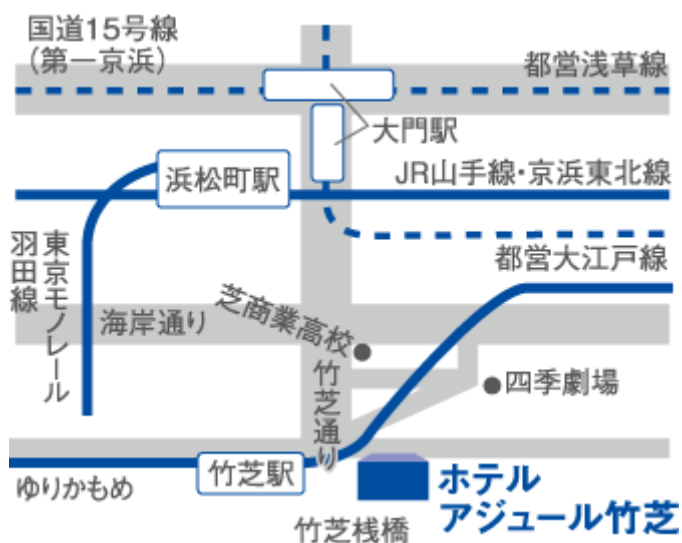 国道15号線
(第一京浜)
都営浅草線
大門駅
浜松町駅
JR山手線・京浜東北線
東京モノレール
羽田線
都営大江戸線
海岸通り
芝商業高校
竹芝通り
四季劇場
竹芝駅
ゆりかもめ
ホテル
アジュール竹芝
竹芝桟橋